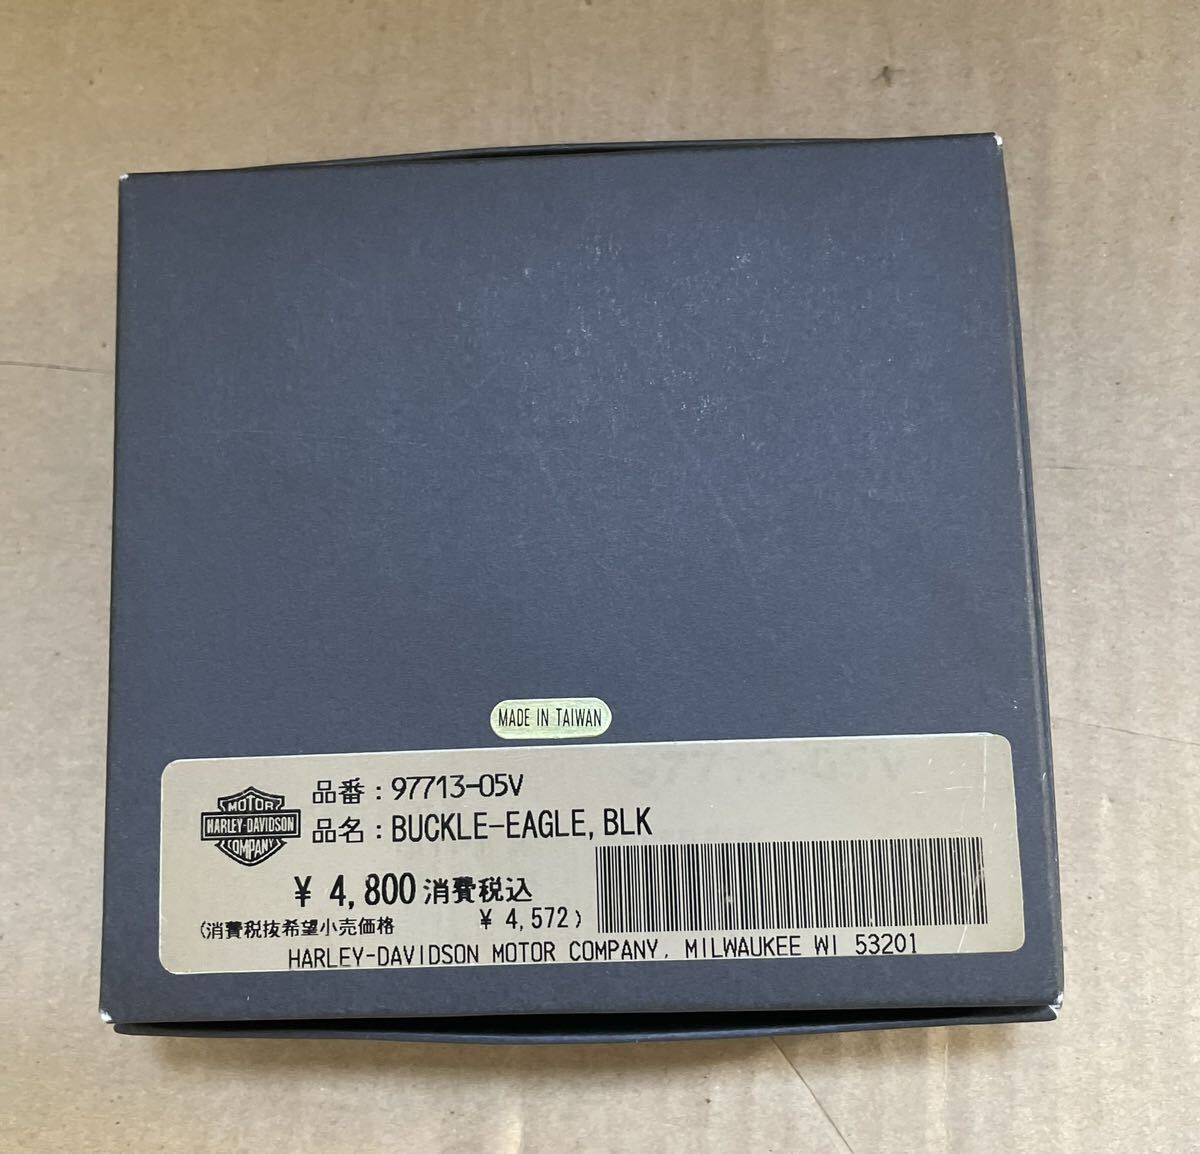 MADE IN TAIWAN
品番：97713-05V
MOTOR
HARLEY-DAVIDSON
COMPANY
品名：BUCKLE-EAGLE, BLK
¥ 4,800 消費税込
(消費税抜希望小売価格 ¥ 4,572)
HARLEY-DAVIDSON MOTOR COMPANY, MILWAUKEE WI 53201